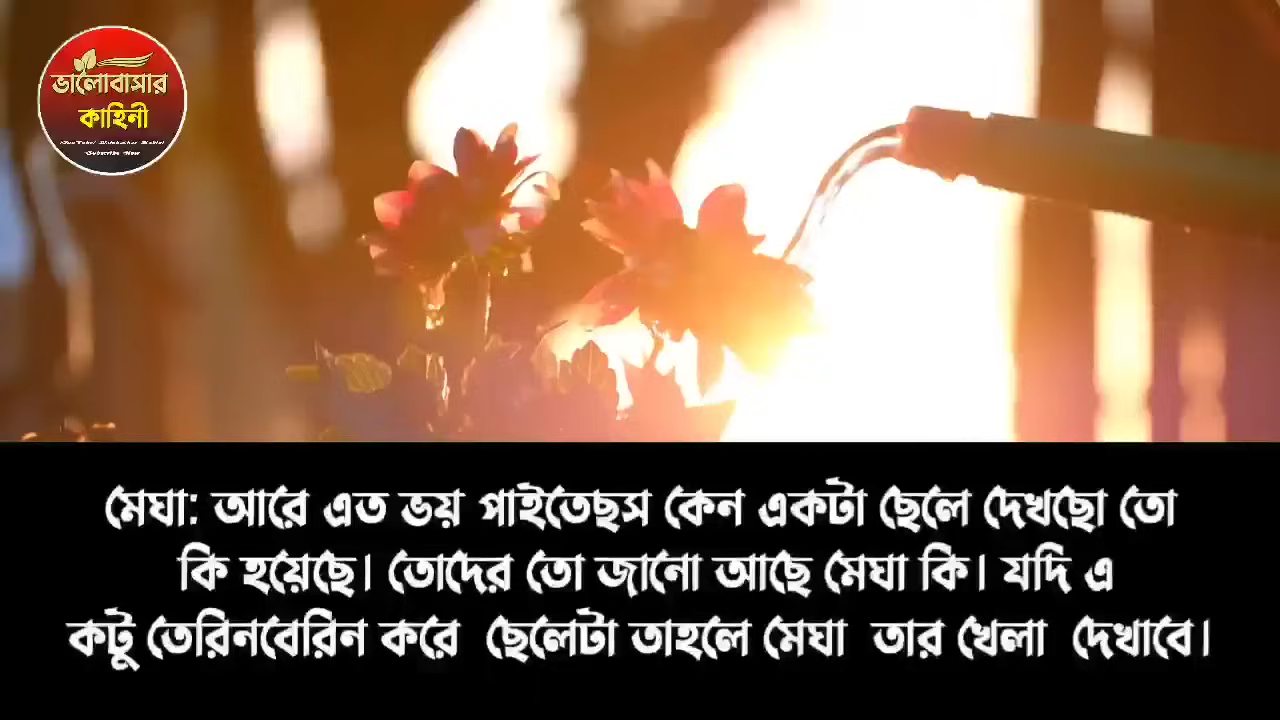 ভালোবাসার
কাহিনী
মেঘা: আরে এত ভয় পাইতেছস কেন একটা ছেলে দেখছো তো
কি হয়েছে। তোদের তো জানো আছে মেঘা কি। যদি এ
কটু তেরিনবেরিন করে ছেলেটা তাহলে মেঘা তার খেলা দেখাবে।